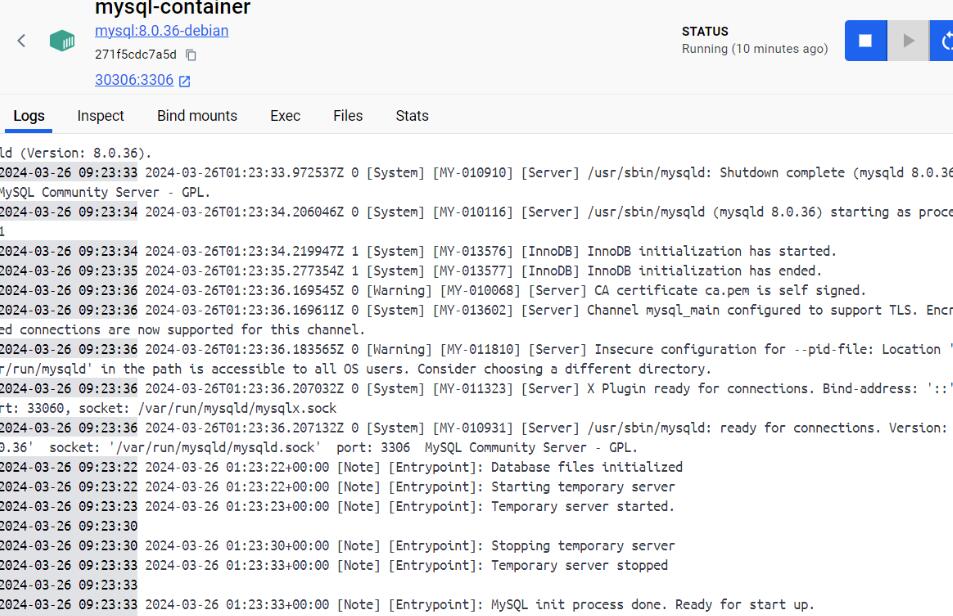 mysql-container
mysql:8.0.36-debian
271f5cdc7a5d
30306:3306
STATUS
Running (10 minutes ago)
Logs Inspect Bind mounts Exec Files Stats
ld (Version: 8.0.36).
2024-03-26 09:23:33 2024-03-26T01:23:33.972537Z 0 [System] [MY-010910] [Server] /usr/sbin/mysqld: Shutdown complete (mysqld 8.0.36
MySQL Community Server - GPL.
2024-03-26 09:23:34 2024-03-26T01:23:34.206046Z 0 [System] [MY-010116] [Server] /usr/sbin/mysqld (mysqld 8.0.36) starting as proce
1
2024-03-26 09:23:34 2024-03-26T01:23:34.219947Z 1 [System] [MY-013576] [InnoDB] InnoDB initialization has started.
2024-03-26 09:23:35 2024-03-26T01:23:35.277354Z 1 [System] [MY-013577] [InnoDB] InnoDB initialization has ended.
2024-03-26 09:23:36 2024-03-26T01:23:36.169545Z 0 [Warning] [MY-010068] [Server] CA certificate ca.pem is self signed.
2024-03-26 09:23:36 2024-03-26T01:23:36.169611Z 0 [System] [MY-013602] [Server] Channel mysql_main configured to support TLS. Encr
ed connections are now supported for this channel.
2024-03-26 09:23:36 2024-03-26T01:23:36.183565Z 0 [Warning] [MY-011810] [Server] Insecure configuration for --pid-file: Location '
r/run/mysqld' in the path is accessible to all OS users. Consider choosing a different directory.
2024-03-26 09:23:36 2024-03-26T01:23:36.207032Z 0 [System] [MY-011323] [Server] X Plugin ready for connections. Bind-address: '::'
rt: 33060, socket: /var/run/mysqld/mysqlx.sock
2024-03-26 09:23:36 2024-03-26T01:23:36.207132Z 0 [System] [MY-010931] [Server] /usr/sbin/mysqld: ready for connections. Version:
0.36'  socket: '/var/run/mysqld/mysqld.sock'  port: 3306  MySQL Community Server - GPL.
2024-03-26 09:23:22 2024-03-26 01:23:22+00:00 [Note] [Entrypoint]: Database files initialized
2024-03-26 09:23:22 2024-03-26 01:23:22+00:00 [Note] [Entrypoint]: Starting temporary server
2024-03-26 09:23:23 2024-03-26 01:23:23+00:00 [Note] [Entrypoint]: Temporary server started.
2024-03-26 09:23:30
2024-03-26 09:23:30 2024-03-26 01:23:30+00:00 [Note] [Entrypoint]: Stopping temporary server
2024-03-26 09:23:33 2024-03-26 01:23:33+00:00 [Note] [Entrypoint]: Temporary server stopped
2024-03-26 09:23:33
2024-03-26 09:23:33 2024-03-26 01:23:33+00:00 [Note] [Entrypoint]: MySQL init process done. Ready for start up.